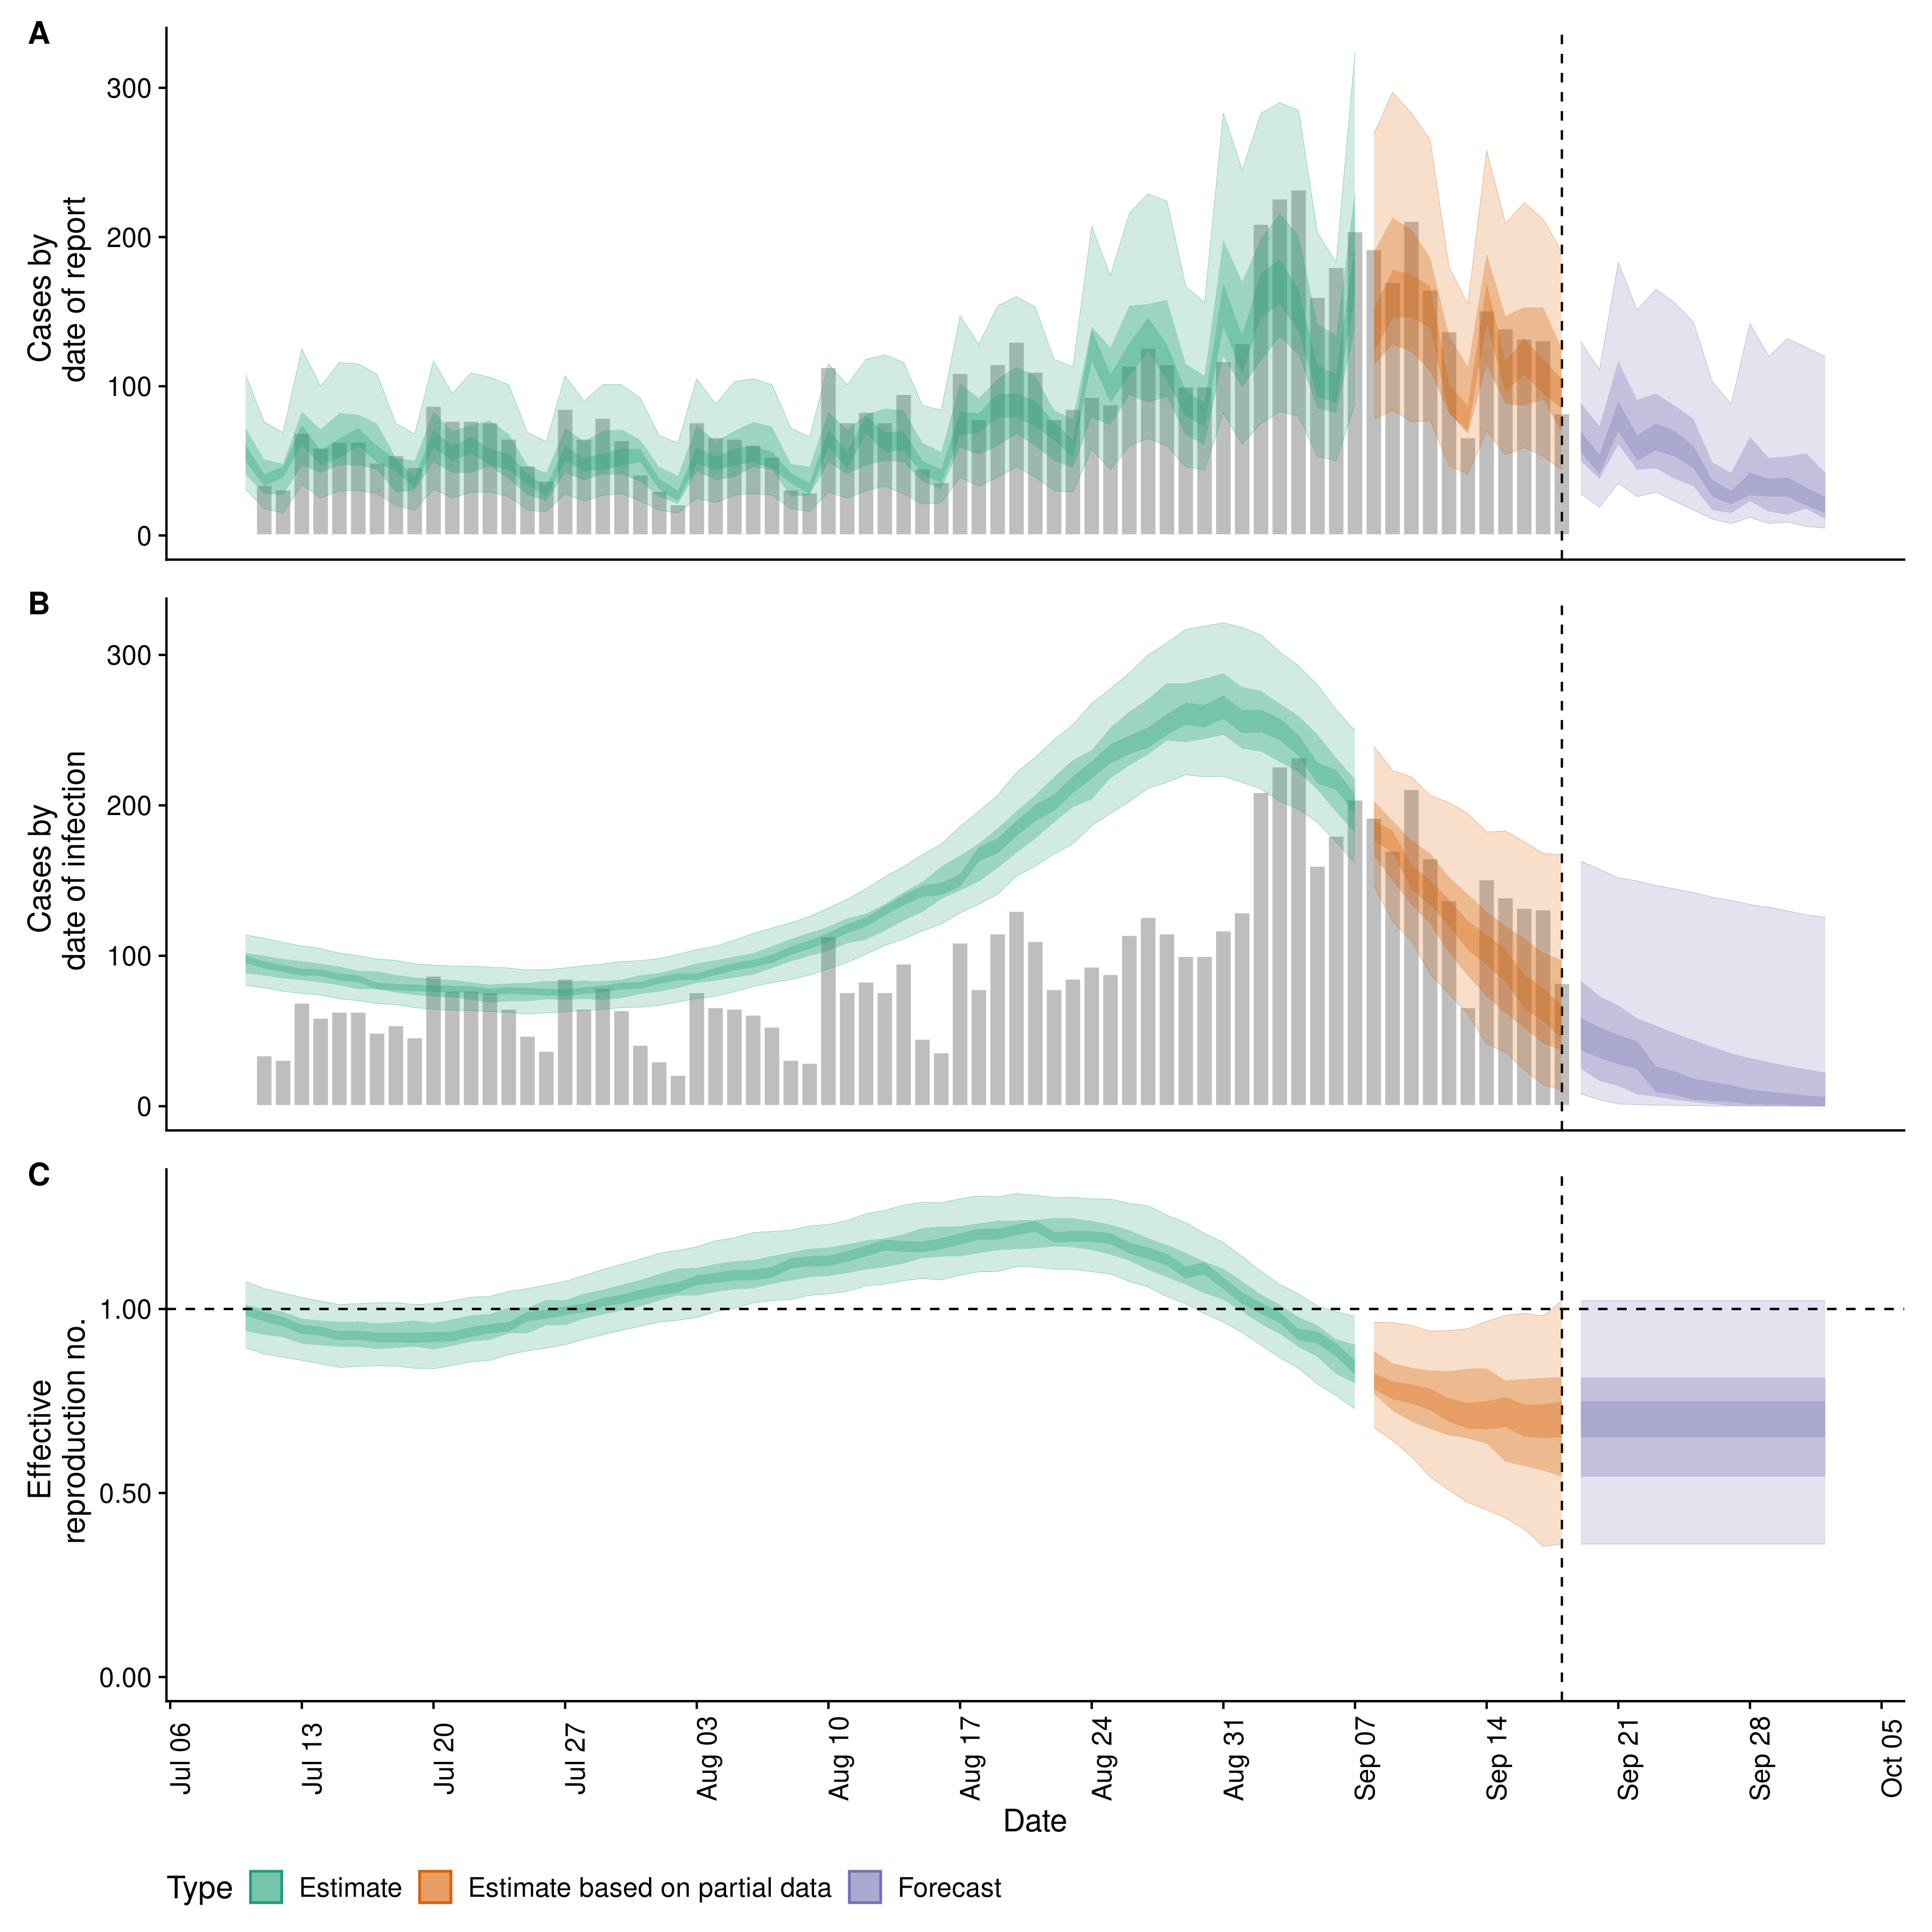 A
Cases by
date of report
300
200
100
0
B
Cases by
date of infection
300
200
100
0
C
Effective
reproduction no.
1.00
0.50
0.00
Jul 06
Jul 13
Jul 20
Jul 27
Aug 03
Aug 10
Aug 17
Aug 24
Aug 31
Sep 07
Sep 14
Sep 21
Sep 28
Oct 05
Date
Type Estimate Estimate based on partial data Forecast